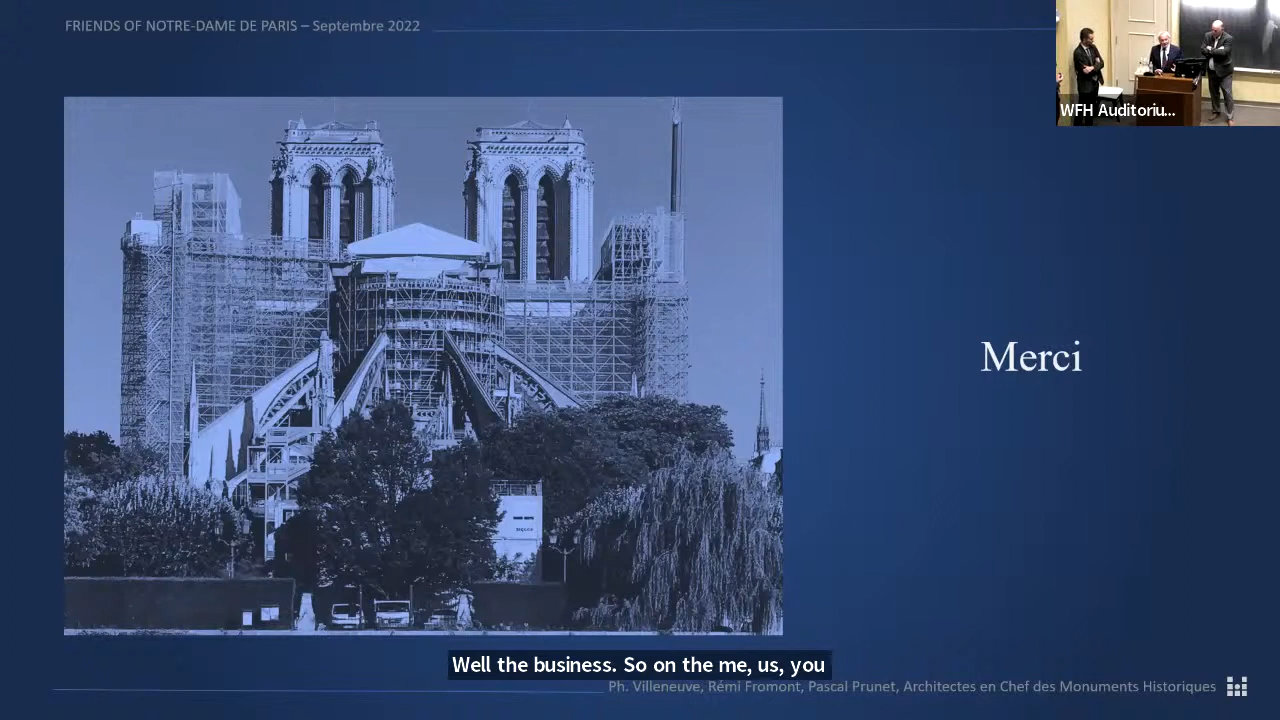 FRIENDS OF NOTRE-DAME DE PARIS – Septembre 2022
WFH Auditoriu...
Merci
Well the business. So on the me, us, you
Ph. Villeneuve, Rémi Fromont, Pascal Prunet, Architectes en Chef des Monuments Historiques